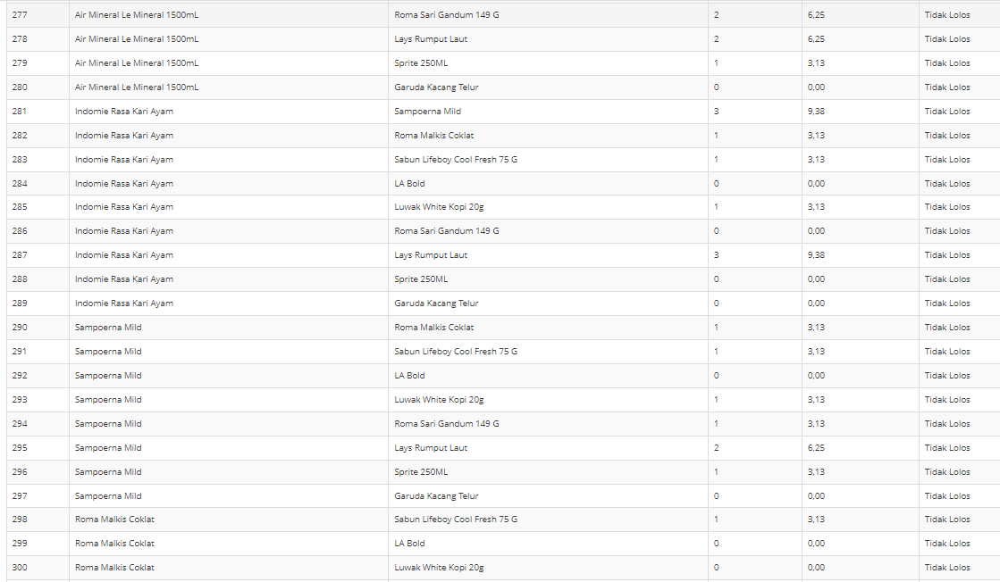 277 Air Mineral Le Mineral 1500mL Roma Sari Gandum 149 G 2 6,25 Tidak Lolos
278 Air Mineral Le Mineral 1500mL Lays Rumput Laut 2 6,25 Tidak Lolos
279 Air Mineral Le Mineral 1500mL Sprite 250ML 1 3,13 Tidak Lolos
280 Air Mineral Le Mineral 1500mL Garuda Kacang Telur 0 0,00 Tidak Lolos
281 Indomie Rasa Kari Ayam Sampoerna Mild 3 9,38 Tidak Lolos
282 Indomie Rasa Kari Ayam Roma Malkis Coklat 1 3,13 Tidak Lolos
283 Indomie Rasa Kari Ayam Sabun Lifeboy Cool Fresh 75 G 1 3,13 Tidak Lolos
284 Indomie Rasa Kari Ayam LA Bold 0 0,00 Tidak Lolos
285 Indomie Rasa Kari Ayam Luwak White Kopi 20g 1 3,13 Tidak Lolos
286 Indomie Rasa Kari Ayam Roma Sari Gandum 149 G 0 0,00 Tidak Lolos
287 Indomie Rasa Kari Ayam Lays Rumput Laut 3 9,38 Tidak Lolos
288 Indomie Rasa Kari Ayam Sprite 250ML 0 0,00 Tidak Lolos
289 Indomie Rasa Kari Ayam Garuda Kacang Telur 0 0,00 Tidak Lolos
290 Sampoerna Mild Roma Malkis Coklat 1 3,13 Tidak Lolos
291 Sampoerna Mild Sabun Lifeboy Cool Fresh 75 G 1 3,13 Tidak Lolos
292 Sampoerna Mild LA Bold 0 0,00 Tidak Lolos
293 Sampoerna Mild Luwak White Kopi 20g 1 3,13 Tidak Lolos
294 Sampoerna Mild Roma Sari Gandum 149 G 1 3,13 Tidak Lolos
295 Sampoerna Mild Lays Rumput Laut 2 6,25 Tidak Lolos
296 Sampoerna Mild Sprite 250ML 1 3,13 Tidak Lolos
297 Sampoerna Mild Garuda Kacang Telur 0 0,00 Tidak Lolos
298 Roma Malkis Coklat Sabun Lifeboy Cool Fresh 75 G 1 3,13 Tidak Lolos
299 Roma Malkis Coklat LA Bold 0 0,00 Tidak Lolos
300 Roma Malkis Coklat Luwak White Kopi 20g 0 0,00 Tidak Lolos